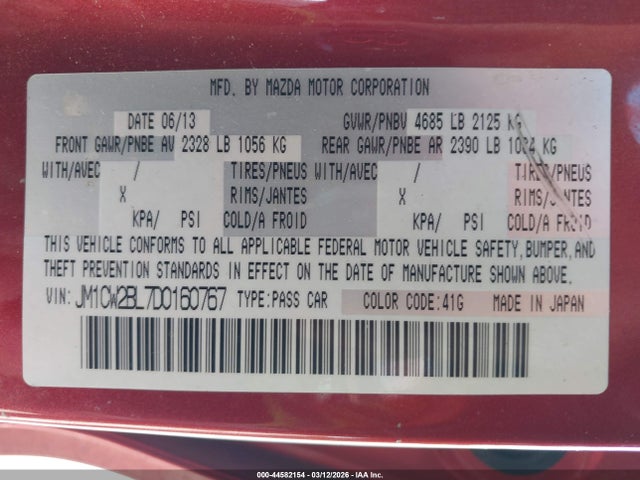 MFD. BY MAZDA MOTOR CORPORATION
DATE 06/13 GVWR/PNBV 4685 LB 2125 KG
FRONT GAWR/PNBE AV 2328 LB 1056 KG REAR GAWR/PNBE AR 2390 LB 1084 KG
WITH/AVEC / TIRES/PNEUS WITH/AVEC / TIRES/PNEUS
X RIMS/JANTES X RIMS/JANTES
KPA/ PSI COLD/A FROID KPA/ PSI COLD/A FROID
THIS VEHICLE CONFORMS TO ALL APPLICABLE FEDERAL MOTOR VEHICLE SAFETY, BUMPER, AND
THEFT PREVENTION STANDARDS IN EFFECT ON THE DATE OF MANUFACTURE SHOWN ABOVE.
VIN: JM1CW2BL7D0160767 TYPE:PASS CAR COLOR CODE:41G MADE IN JAPAN
000-44582154 - 03/12/2026 - IAA Inc.